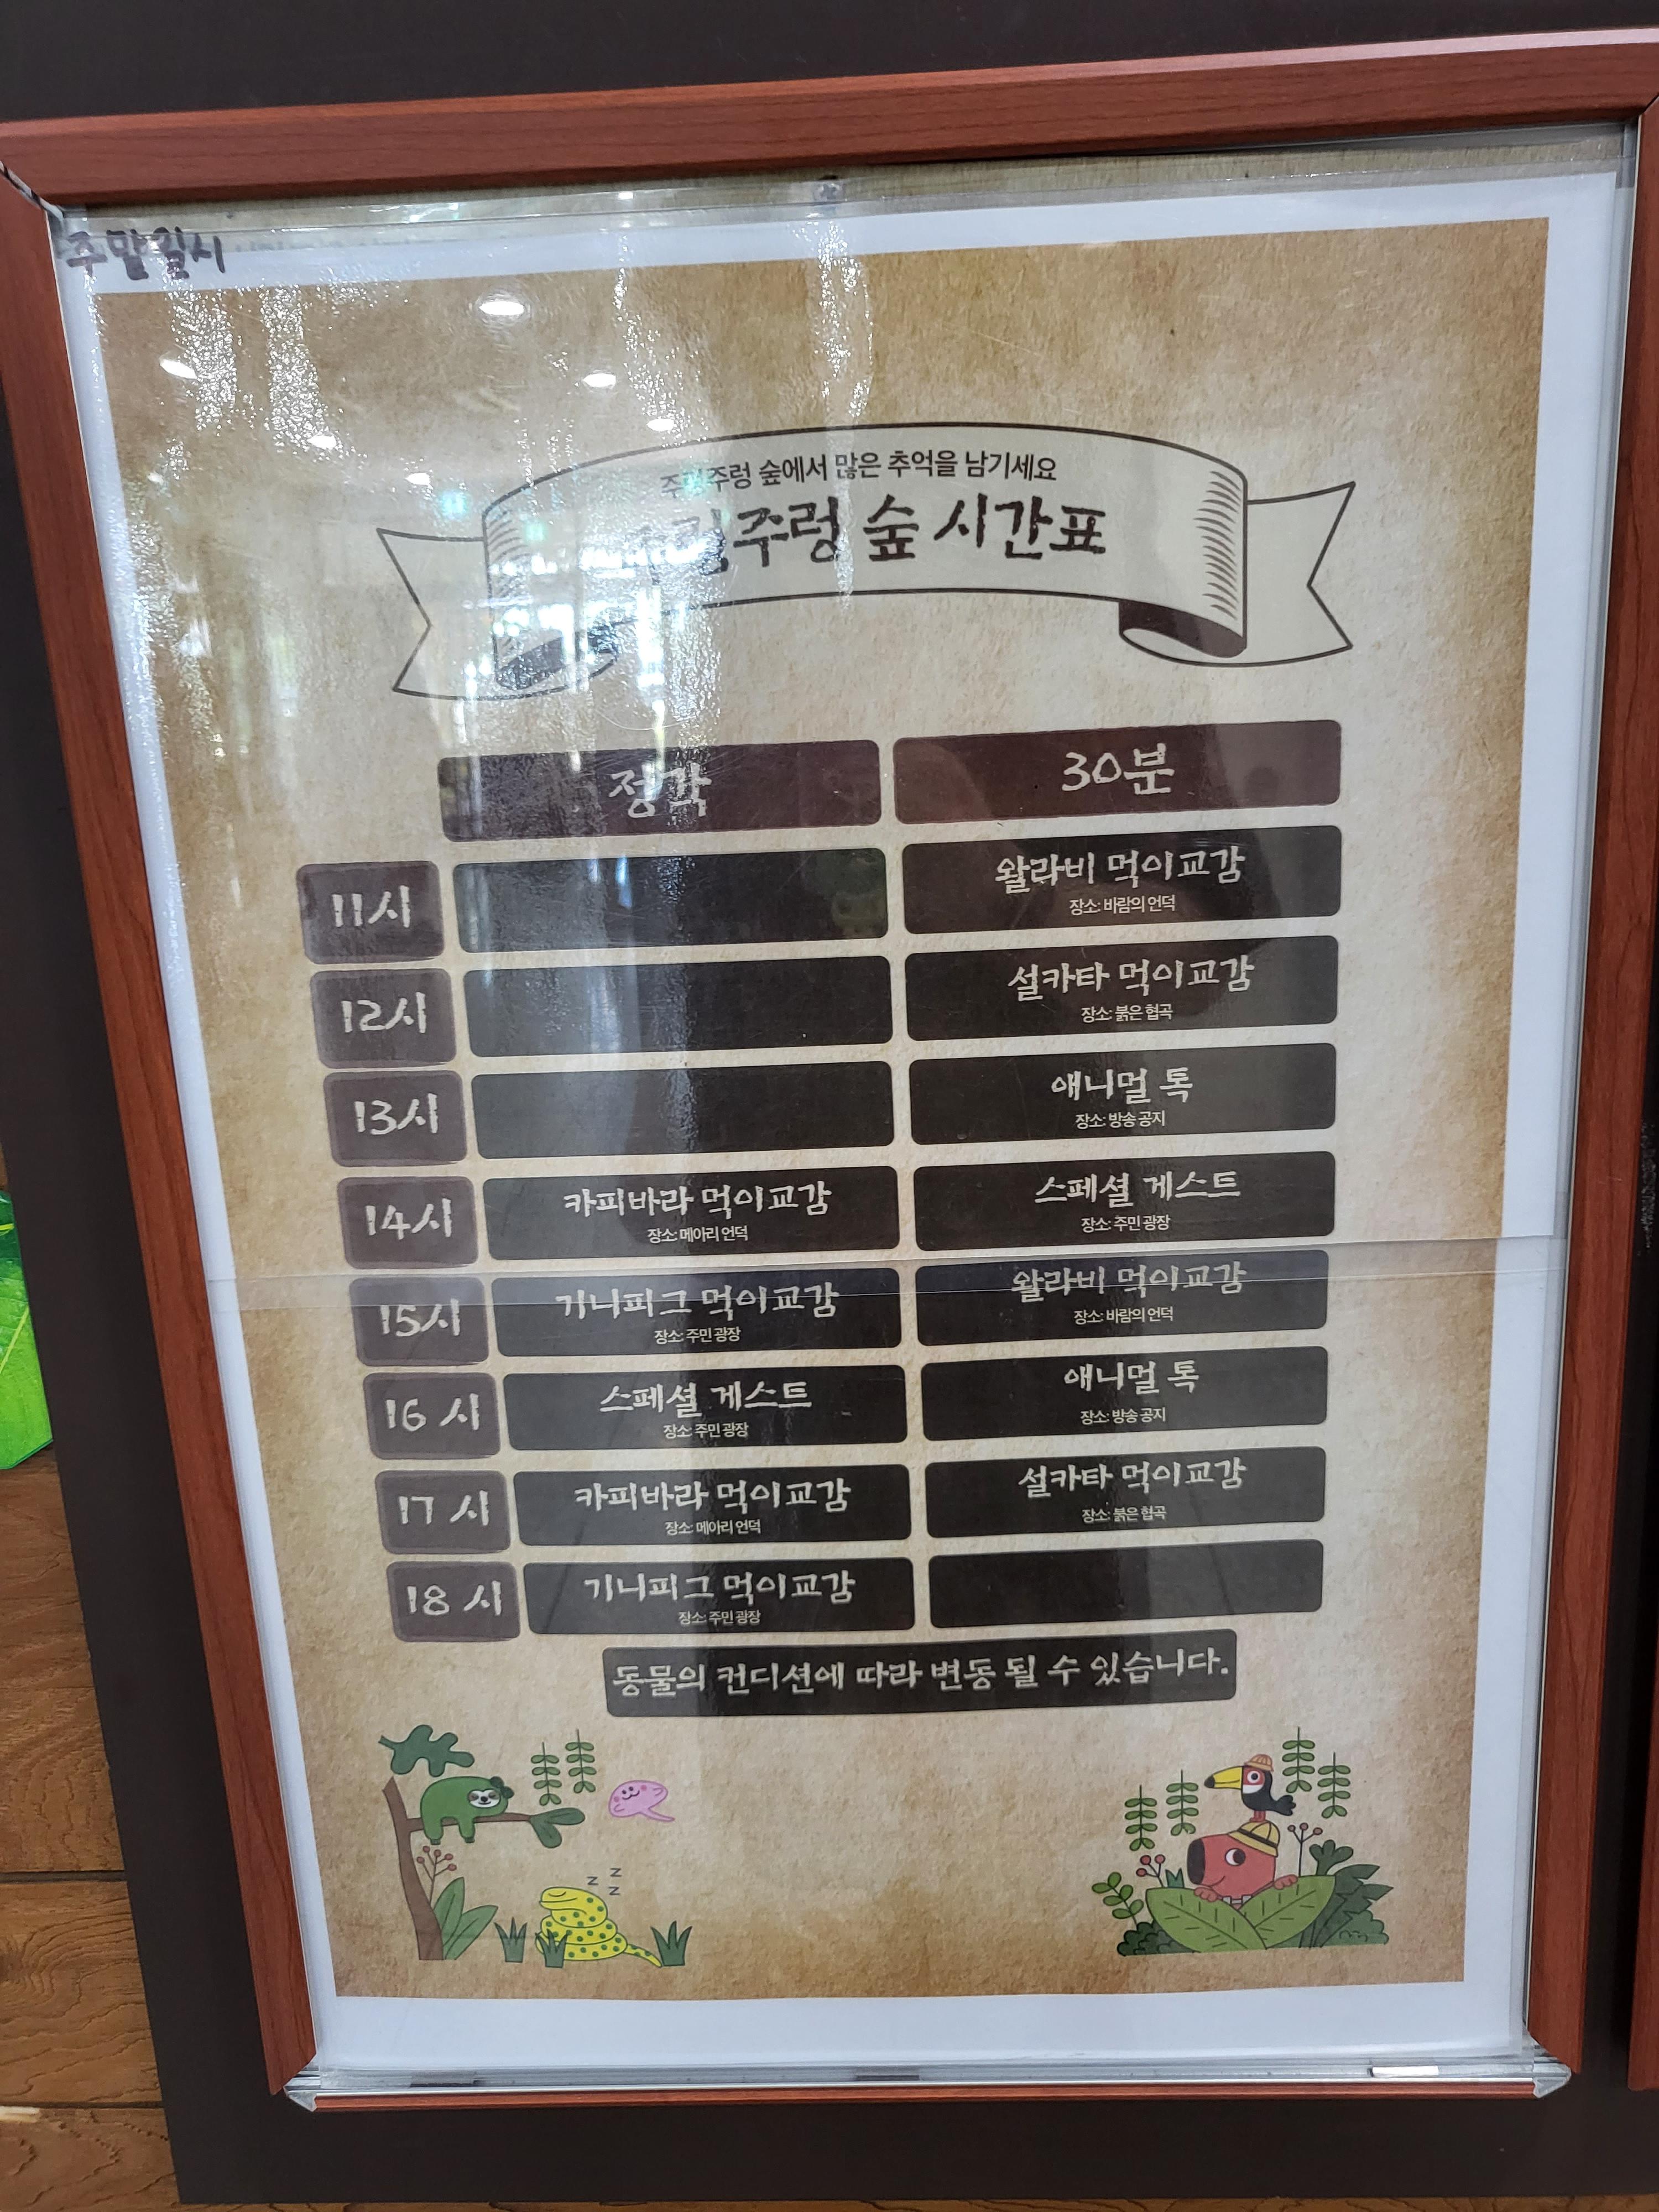 주말일시
주렁주렁 숲에서 많은 추억을 남기세요
주렁주렁 숲 시간표
정각 30분
11시 왈라비 먹이교감
장소: 바람의 언덕
12시 설카타 먹이교감
장소: 붉은 협곡
13시 애니멀 톡
장소: 방송 공지
14시 카피바라 먹이교감 스페셜 게스트
장소: 메아리 언덕 장소: 주민 광장
15시 기니피그 먹이교감 왈라비 먹이교감
장소: 주민 광장 장소: 바람의 언덕
16 시 스페셜 게스트 애니멀 톡
장소: 주민 광장 장소: 방송 공지
17 시 카피바라 먹이교감 설카타 먹이교감
장소: 메아리 언덕 장소: 붉은 협곡
18 시 기니피그 먹이교감
장소: 주민 광장
동물의 컨디션에 따라 변동 될 수 있습니다.
z
z
z